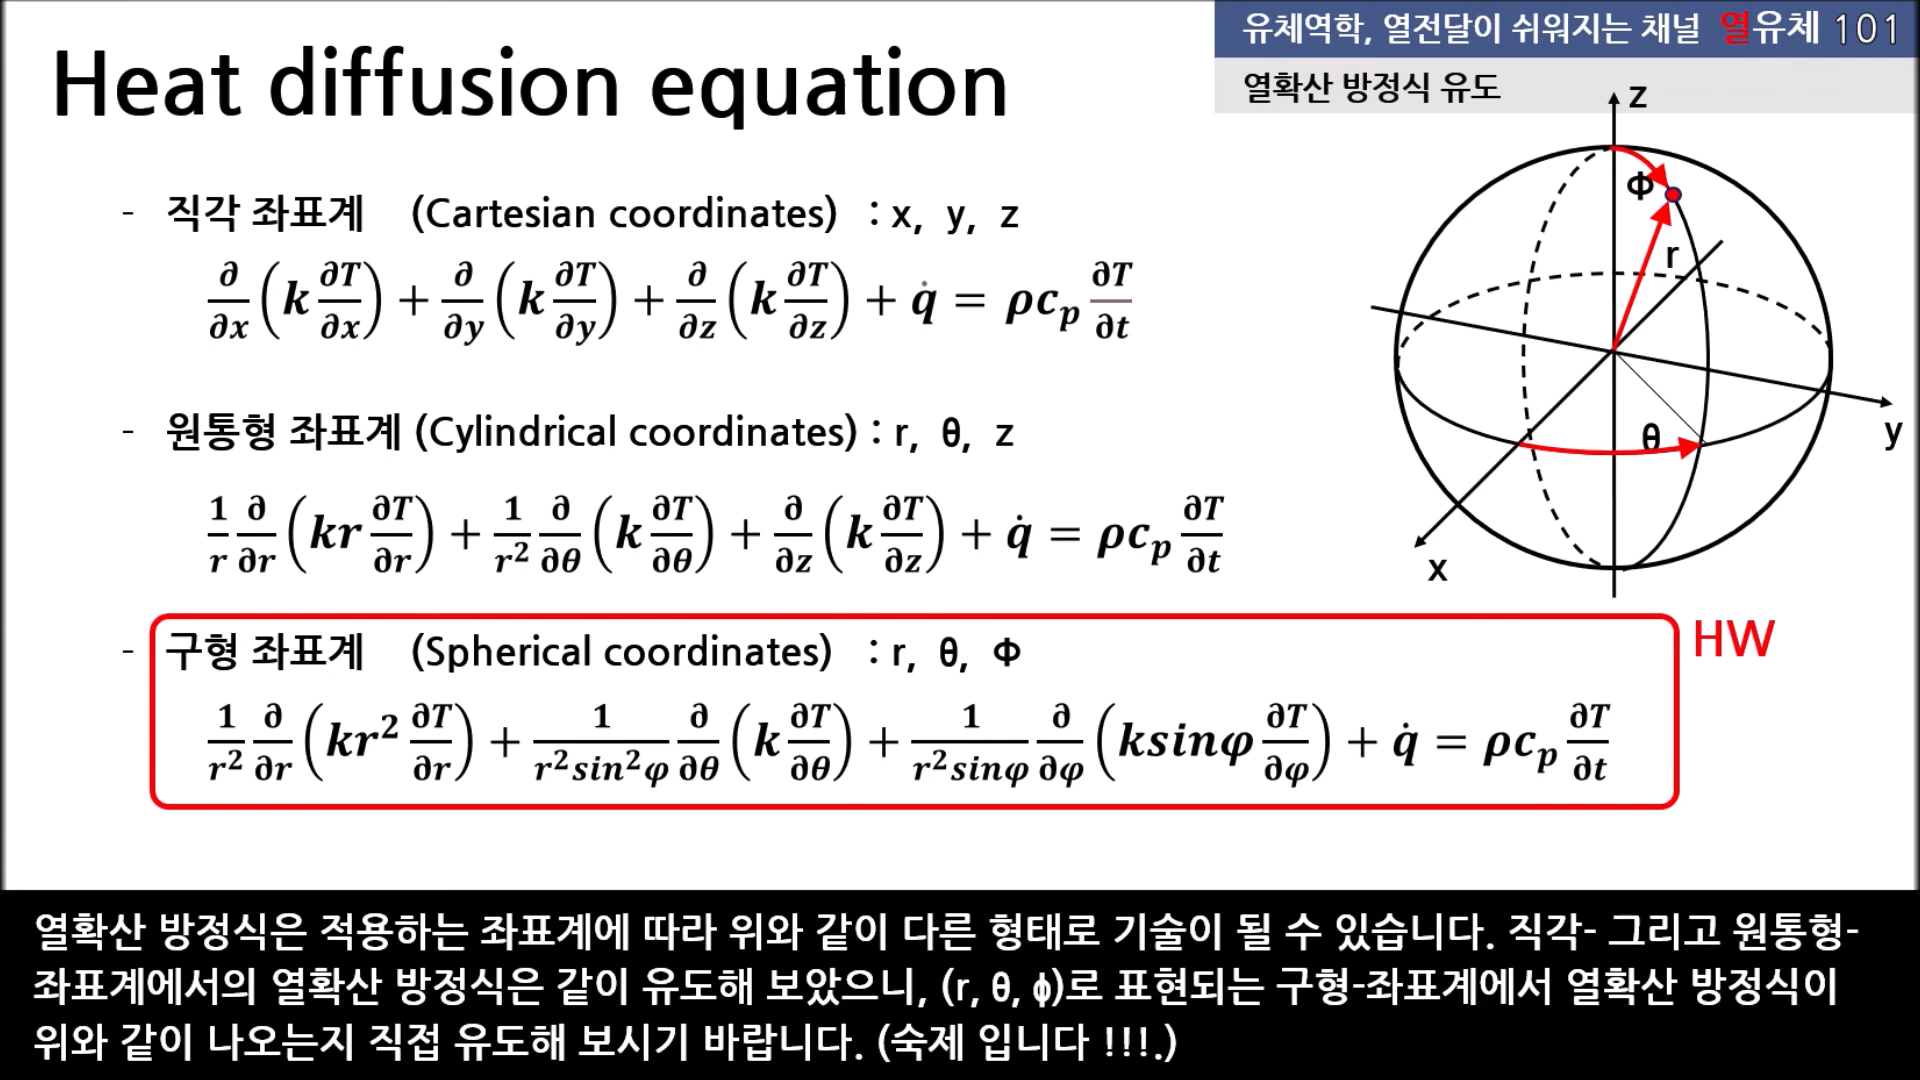 유체역학, 열전달이 쉬워지는 채널 열유체 101
Heat diffusion equation
열확산 방정식 유도
- 직각 좌표계 (Cartesian coordinates) : x, y, z
∂/∂x (k ∂T/∂x) + ∂/∂y (k ∂T/∂y) + ∂/∂z (k ∂T/∂z) + q̇ = ρc_p ∂T/∂t
- 원통형 좌표계 (Cylindrical coordinates) : r, θ, z
1/r ∂/∂r (kr ∂T/∂r) + 1/r² ∂/∂θ (k ∂T/∂θ) + ∂/∂z (k ∂T/∂z) + q̇ = ρc_p ∂T/∂t
- 구형 좌표계 (Spherical coordinates) : r, θ, Φ
1/r² ∂/∂r (kr² ∂T/∂r) + 1/(r²sin²φ) ∂/∂θ (k ∂T/∂θ) + 1/(r²sinφ) ∂/∂φ (ksinφ ∂T/∂φ) + q̇ = ρc_p ∂T/∂t
HW
z
Φ
r
θ
y
x
열확산 방정식은 적용하는 좌표계에 따라 위와 같이 다른 형태로 기술이 될 수 있습니다. 직각- 그리고 원통형-
좌표계에서의 열확산 방정식은 같이 유도해 보았으니, (r, θ, ϕ)로 표현되는 구형-좌표계에서 열확산 방정식이
위와 같이 나오는지 직접 유도해 보시기 바랍니다. (숙제 입니다 !!!.)